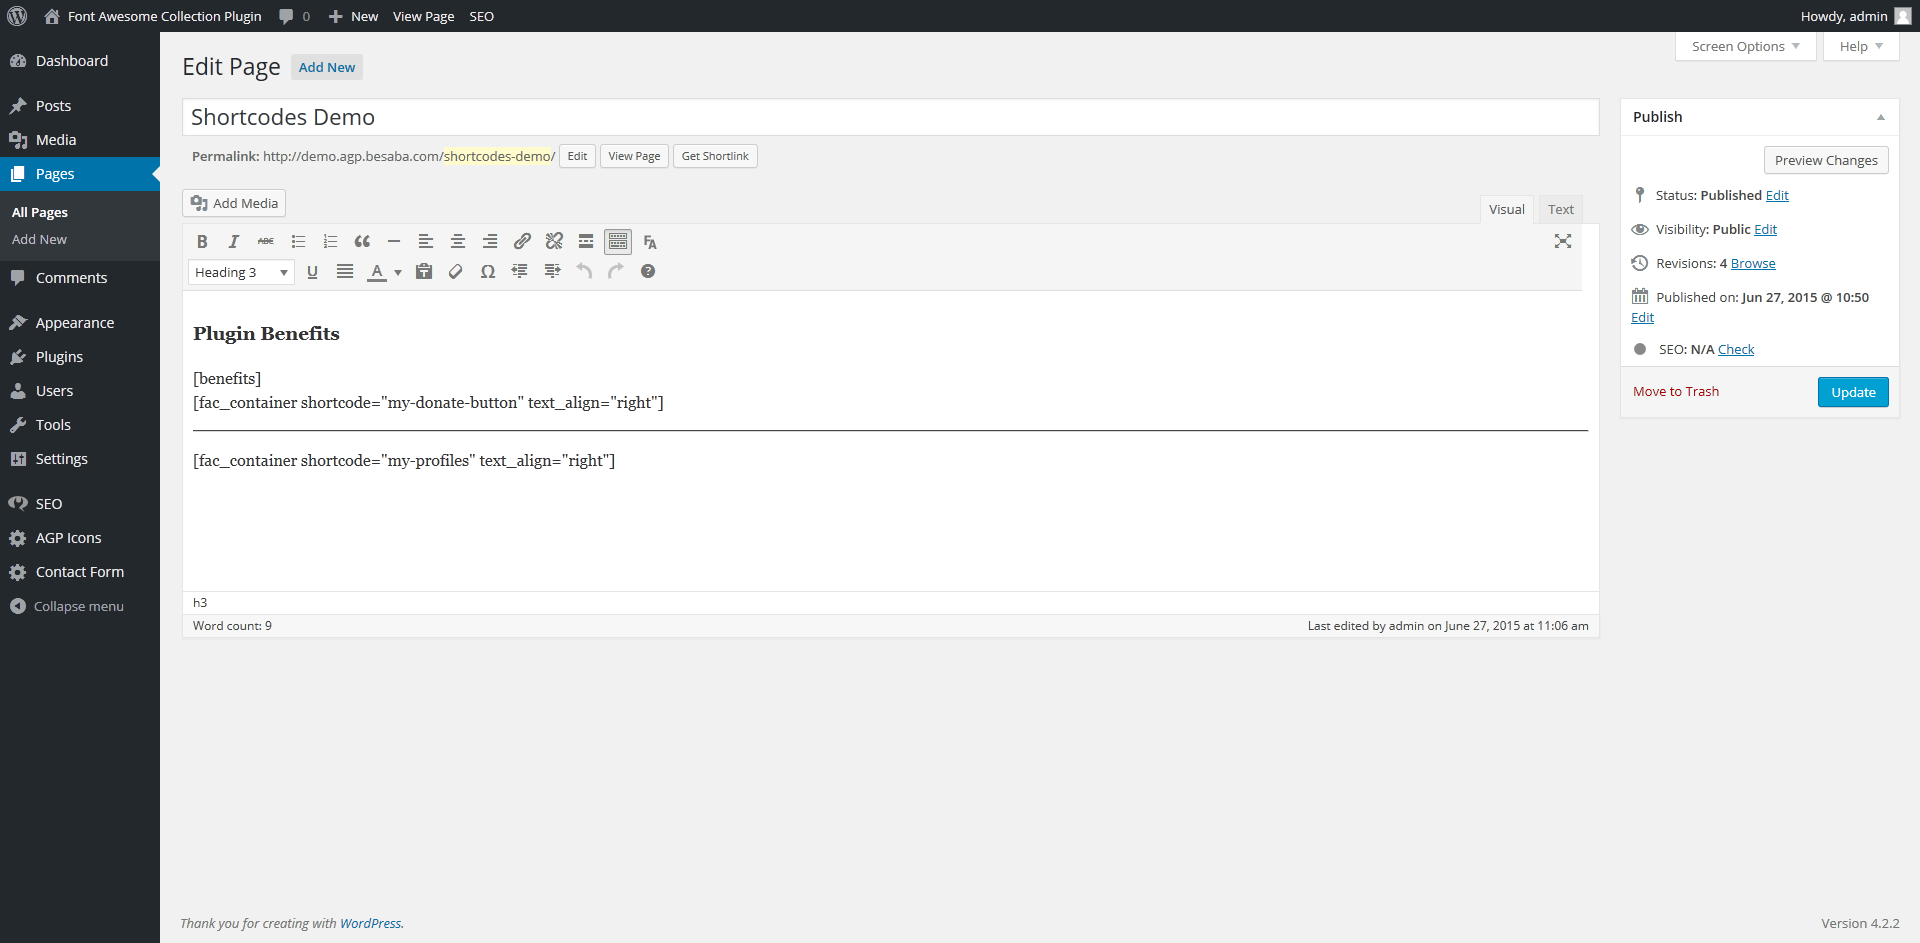 Font Awesome Collection Plugin 0 New View Page SEO Howdy, admin
Screen Options Help
Dashboard
Posts
Media
Pages
All Pages
Add New
Comments
Appearance
Plugins
Users
Tools
Settings
SEO
AGP Icons
Contact Form
Collapse menu
Edit Page Add New
Shortcodes Demo
Permalink: http://demo.agp.besaba.com/shortcodes-demo/ Edit View Page Get Shortlink
Add Media
Visual Text
B I ABC FA
Heading 3 U A Ω ?
Plugin Benefits
[benefits]
[fac_container shortcode="my-donate-button" text_align="right"]
[fac_container shortcode="my-profiles" text_align="right"]
h3
Word count: 9 Last edited by admin on June 27, 2015 at 11:06 am
Publish
Preview Changes
Status: Published Edit
Visibility: Public Edit
Revisions: 4 Browse
Published on: Jun 27, 2015 @ 10:50
Edit
SEO: N/A Check
Move to Trash Update
Thank you for creating with WordPress. Version 4.2.2